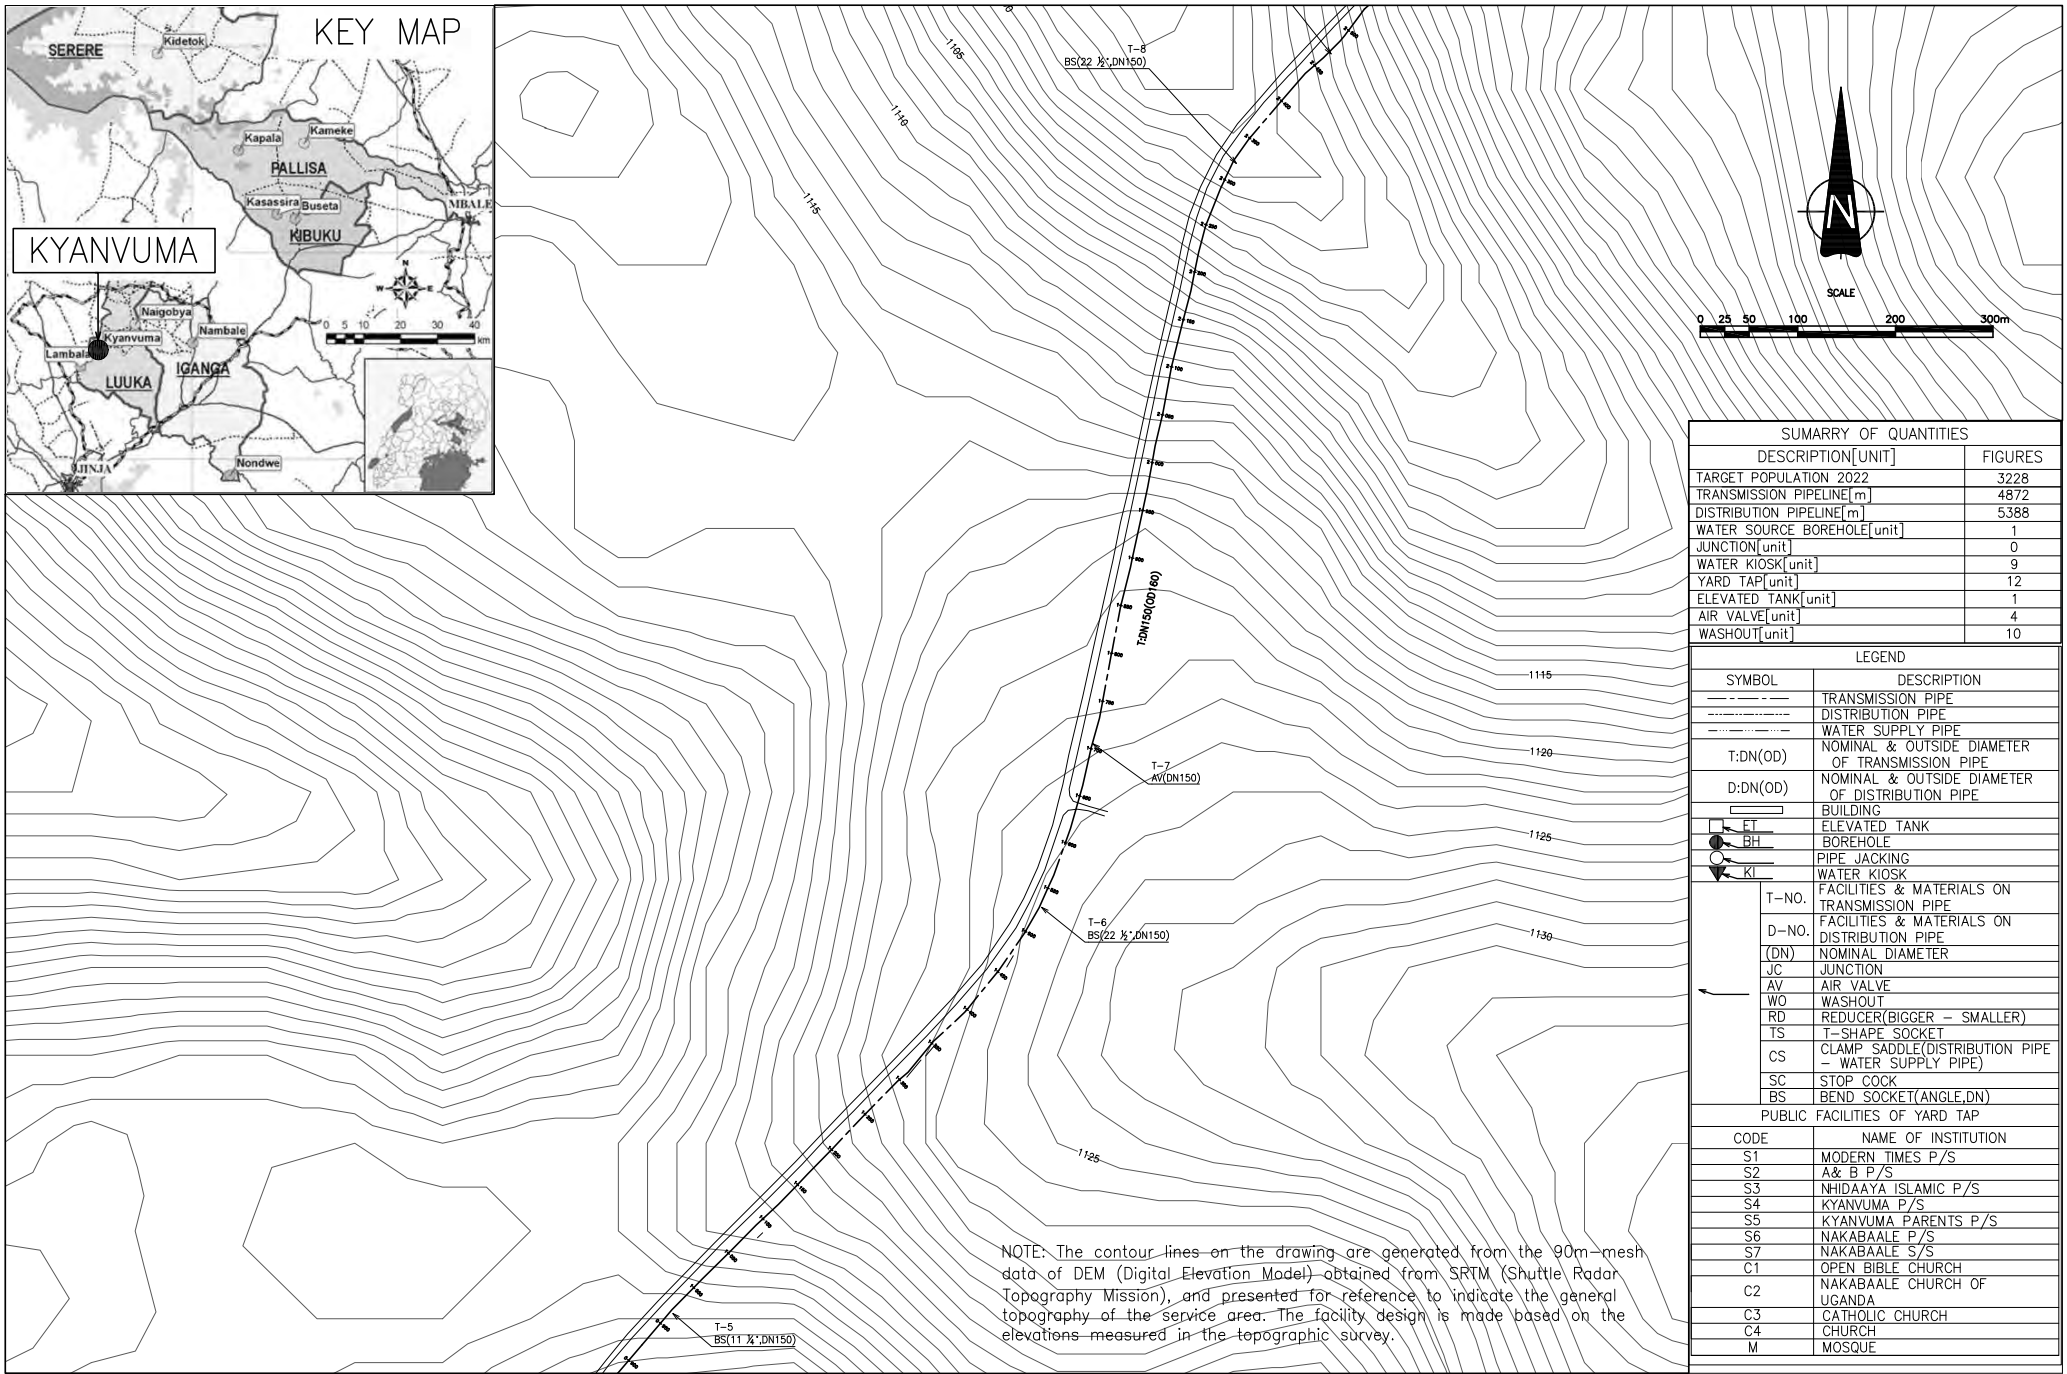 KEY MAP
SERERE
Kidetok
Kapala
Kameke
PALLISA
Kasassira
Buseta
MBALE
KIBUKU
KYANVUMA
N
W
E
Naigobya
Nambale
Kyanvuma
Lambala
IGANGA
LUUKA
0 5 10 20 30 40
km
Nondwe
JINJA
1105
1110
1115
T-8
BS(22 ½°,DN150)
T:DN150(OD160)
T-7
AV(DN150)
T-6
BS(22 ½°,DN150)
T-5
BS(11 ¼°,DN150)
1115
1120
1125
1130
1125
NOTE: The contour lines on the drawing are generated from the 90m-mesh
data of DEM (Digital Elevation Model) obtained from SRTM (Shuttle Radar
Topography Mission), and presented for reference to indicate the general
topography of the service area. The facility design is made based on the
elevations measured in the topographic survey.
N
SCALE
0 25 50 100 200 300m
SUMARRY OF QUANTITIES
DESCRIPTION[UNIT] FIGURES
TARGET POPULATION 2022 3228
TRANSMISSION PIPELINE[m] 4872
DISTRIBUTION PIPELINE[m] 5388
WATER SOURCE BOREHOLE[unit] 1
JUNCTION[unit] 0
WATER KIOSK[unit] 9
YARD TAP[unit] 12
ELEVATED TANK[unit] 1
AIR VALVE[unit] 4
WASHOUT[unit] 10
LEGEND
SYMBOL DESCRIPTION
TRANSMISSION PIPE
DISTRIBUTION PIPE
WATER SUPPLY PIPE
T:DN(OD) NOMINAL & OUTSIDE DIAMETER
OF TRANSMISSION PIPE
D:DN(OD) NOMINAL & OUTSIDE DIAMETER
OF DISTRIBUTION PIPE
BUILDING
ET ELEVATED TANK
BH BOREHOLE
PIPE JACKING
KI WATER KIOSK
T-NO. FACILITIES & MATERIALS ON
TRANSMISSION PIPE
D-NO. FACILITIES & MATERIALS ON
DISTRIBUTION PIPE
(DN) NOMINAL DIAMETER
JC JUNCTION
AV AIR VALVE
WO WASHOUT
RD REDUCER(BIGGER - SMALLER)
TS T-SHAPE SOCKET
CS CLAMP SADDLE(DISTRIBUTION PIPE
- WATER SUPPLY PIPE)
SC STOP COCK
BS BEND SOCKET(ANGLE,DN)
PUBLIC FACILITIES OF YARD TAP
CODE NAME OF INSTITUTION
S1 MODERN TIMES P/S
S2 A& B P/S
S3 NHIDAAYA ISLAMIC P/S
S4 KYANVUMA P/S
S5 KYANVUMA PARENTS P/S
S6 NAKABAALE P/S
S7 NAKABAALE S/S
C1 OPEN BIBLE CHURCH
C2 NAKABAALE CHURCH OF
UGANDA
C3 CATHOLIC CHURCH
C4 CHURCH
M MOSQUE